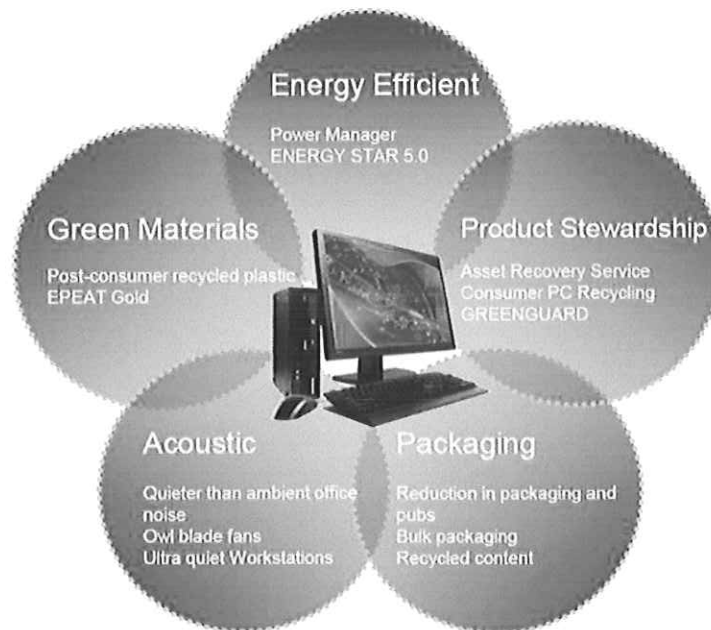 Energy Efficient
Power Manager
ENERGY STAR 5.0
Green Materials
Post-consumer recycled plastic
EPEAT Gold
Product Stewardship
Asset Recovery Service
Consumer PC Recycling
GREENGUARD
Acoustic
Quieter than ambient office
noise
Owl blade fans
Ultra quiet Workstations
Packaging
Reduction in packaging and
pubs
Bulk packaging
Recycled content